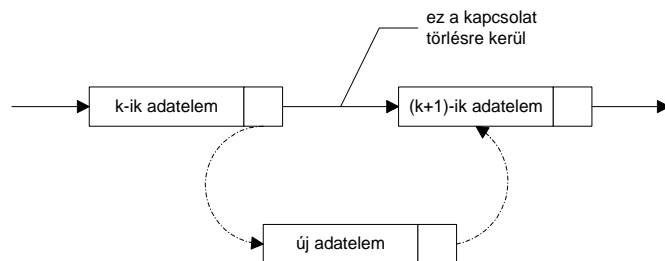 ez a kapcsolat
törlésre kerül
k-ik adatelem
(k+1)-ik adatelem
új adatelem